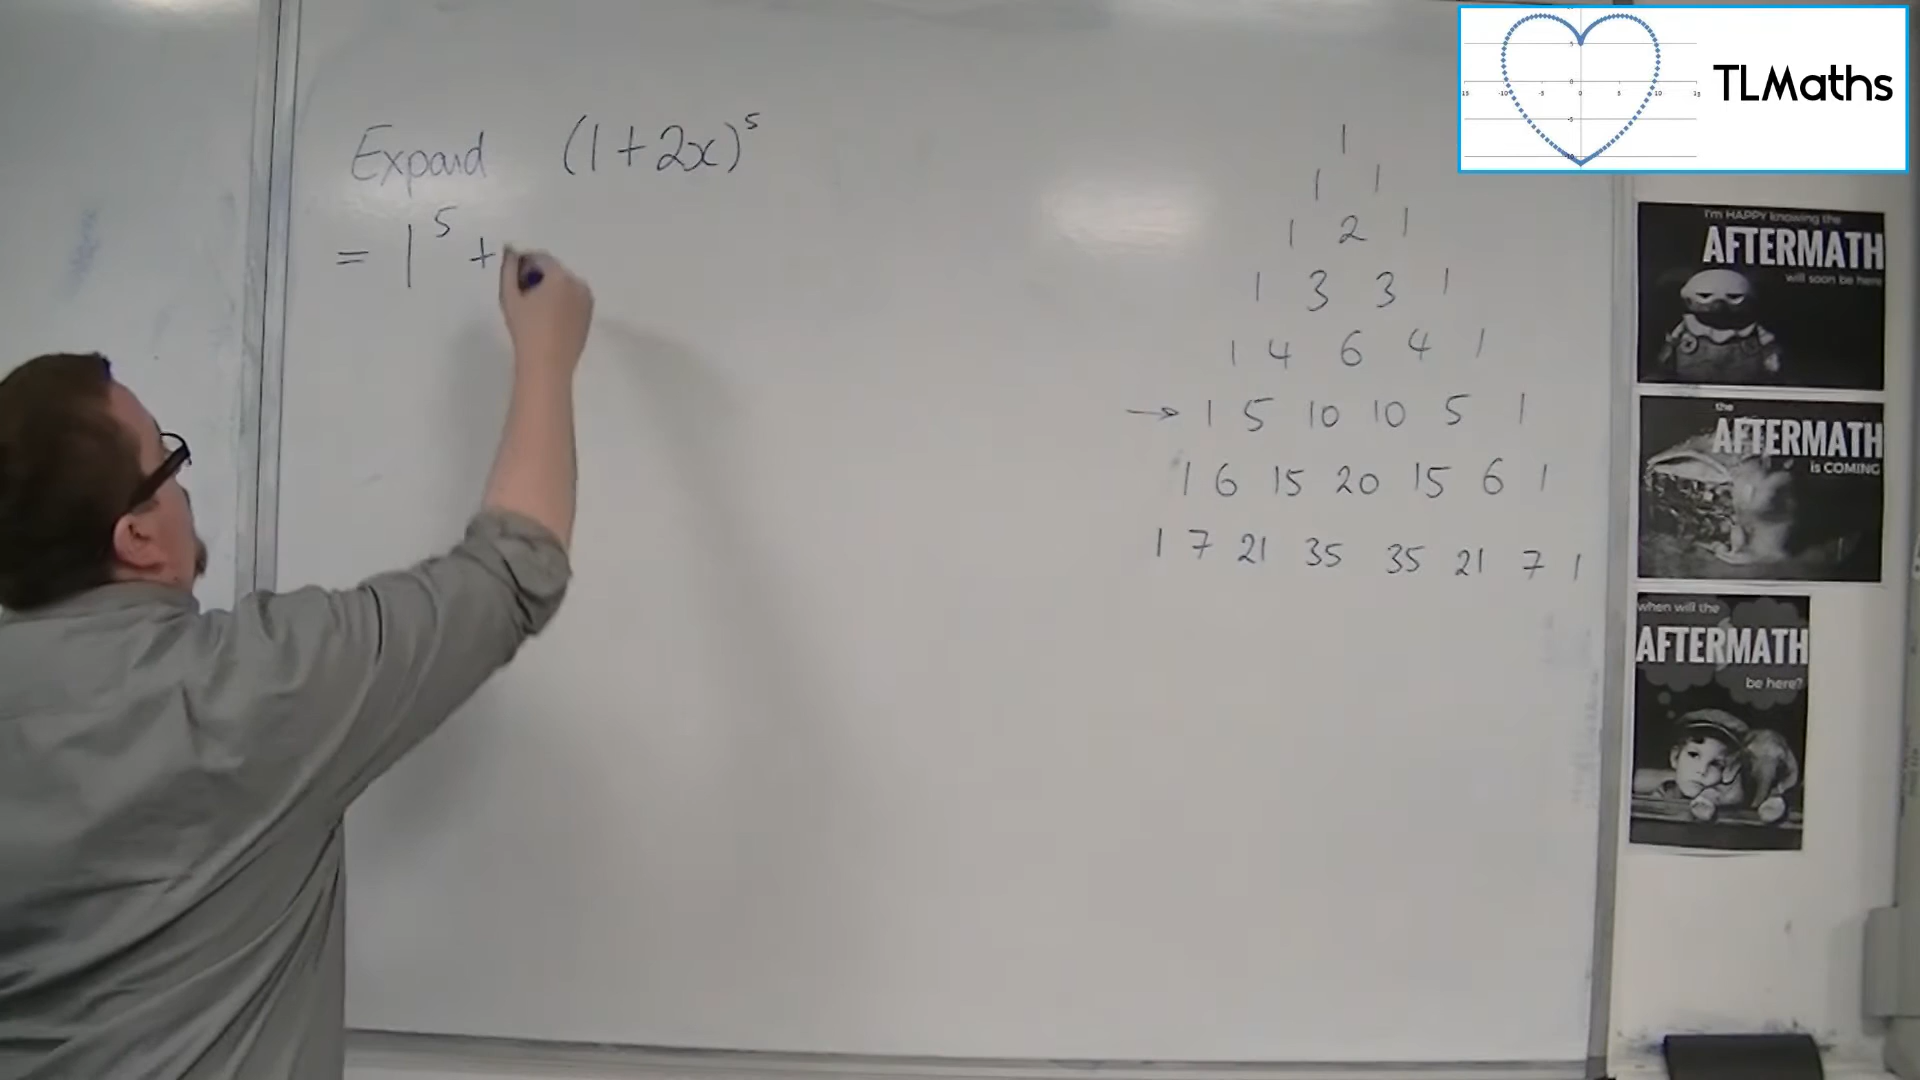 Expand (1+2x)⁵
= 1⁵ +
1
1 1
1 2 1
1 3 3 1
1 4 6 4 1
→ 1 5 10 10 5 1
1 6 15 20 15 6 1
1 7 21 35 35 21 7 1
TLMaths
I'm HAPPY knowing the
AFTERMATH
will soon be here
the
AFTERMATH
is COMING
when will the
AFTERMATH
be here?